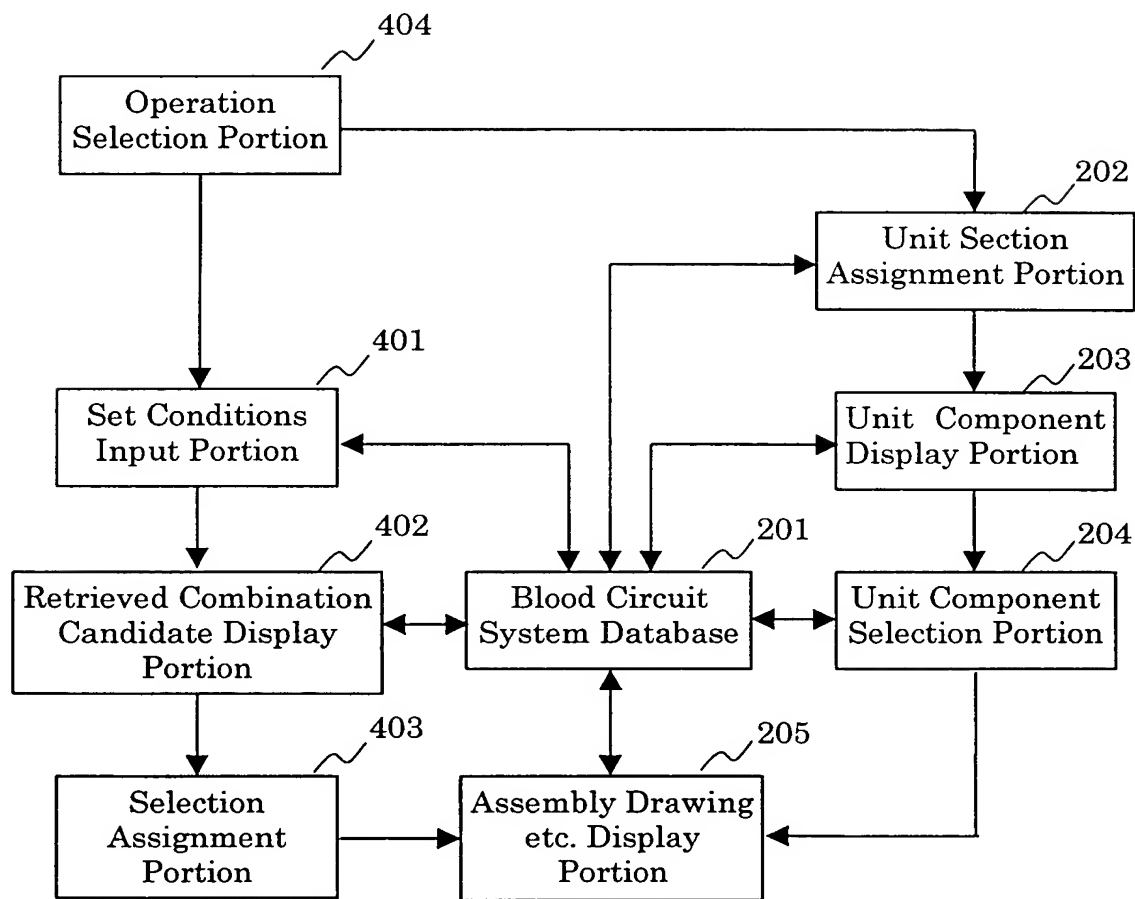 404
Operation
Selection Portion
202
Unit Section
Assignment Portion
401
Set Conditions
Input Portion
203
Unit Component
Display Portion
402
Retrieved Combination
Candidate Display
Portion
201
Blood Circuit
System Database
204
Unit Component
Selection Portion
403
Selection
Assignment
Portion
205
Assembly Drawing
etc. Display
Portion